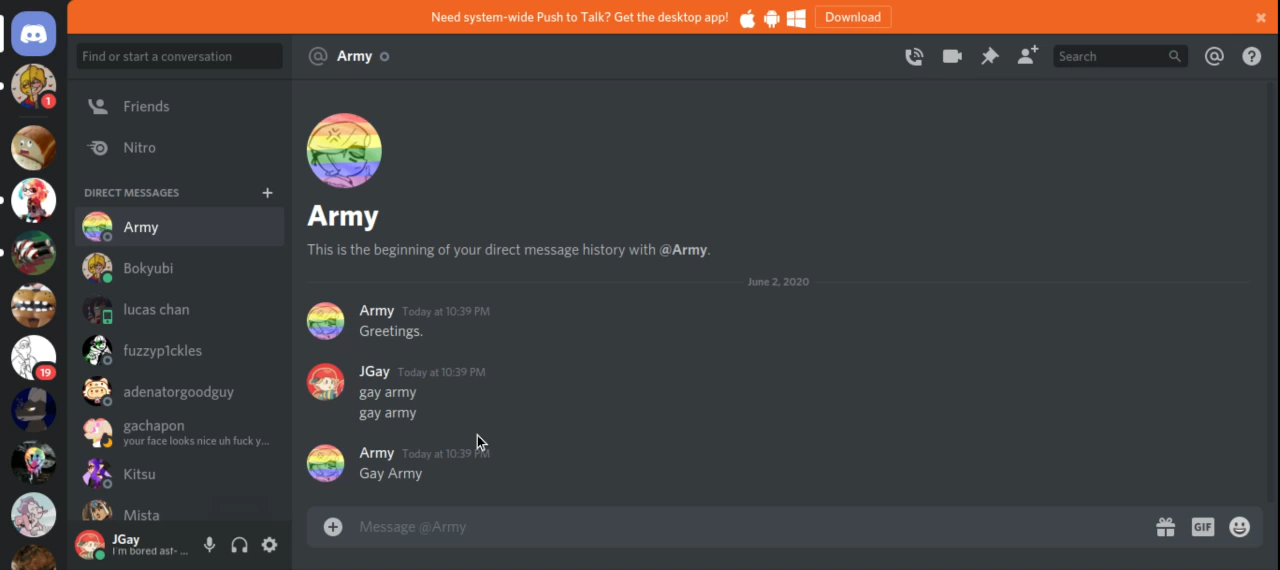 Need system-wide Push to Talk? Get the desktop app! Download
Find or start a conversation
Army
Search
1
Friends
Nitro
DIRECT MESSAGES
Army
Bokyubi
lucas chan
fuzzyp1ckles
adenatorgoodguy
gachapon
your face looks nice uh fuck y...
Kitsu
Mista
19
JGay
I'm bored asf- ...
Army
This is the beginning of your direct message history with @Army.
June 2, 2020
Army Today at 10:39 PM
Greetings.
JGay Today at 10:39 PM
gay army
gay army
Army Today at 10:39 PM
Gay Army
Message @Army
GIF